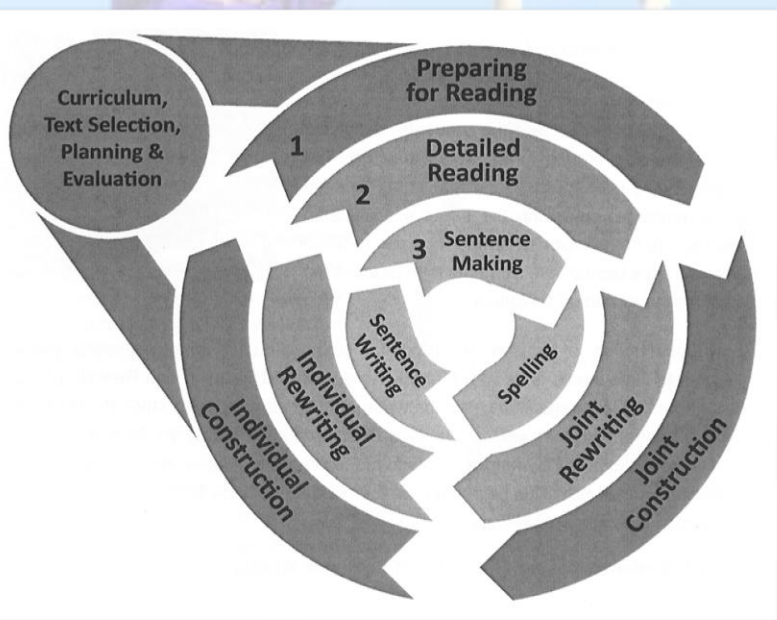 Curriculum,
Text Selection,
Planning &
Evaluation
Preparing
for Reading
1
Detailed
Reading
2
3
Sentence
Making
Spelling
Sentence
Writing
Joint
Rewriting
Individual
Rewriting
Joint
Construction
Individual
Construction